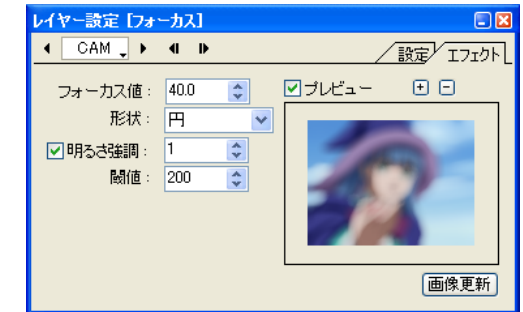 レイヤー設定 [フォーカス]
CAM
設定 エフェクト
フォーカス値 : 40.0
プレビュー
形状 : 円
明るさ強調 : 1
閾値 : 200
画像更新